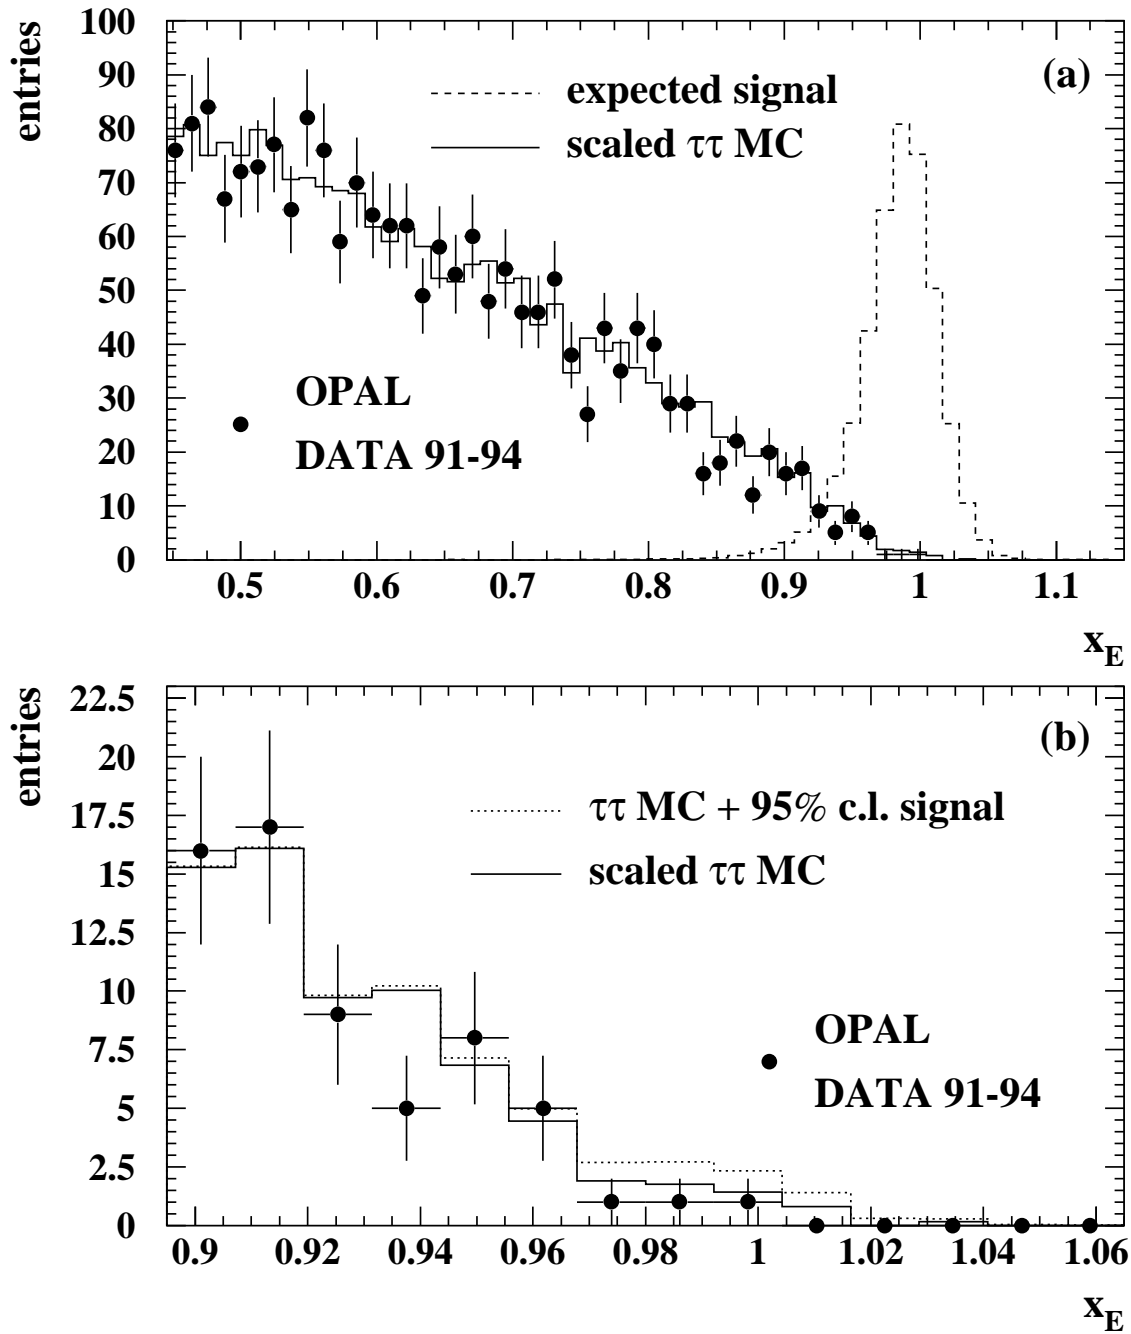 entries
100
90
80
70
60
50
40
30
20
10
0
(a)
expected signal
scaled ττ MC
OPAL
DATA 91-94
0.5 0.6 0.7 0.8 0.9 1 1.1
x_E
entries
22.5
20
17.5
15
12.5
10
7.5
5
2.5
0
(b)
ττ MC + 95% c.l. signal
scaled ττ MC
OPAL
DATA 91-94
0.9 0.92 0.94 0.96 0.98 1 1.02 1.04 1.06
x_E